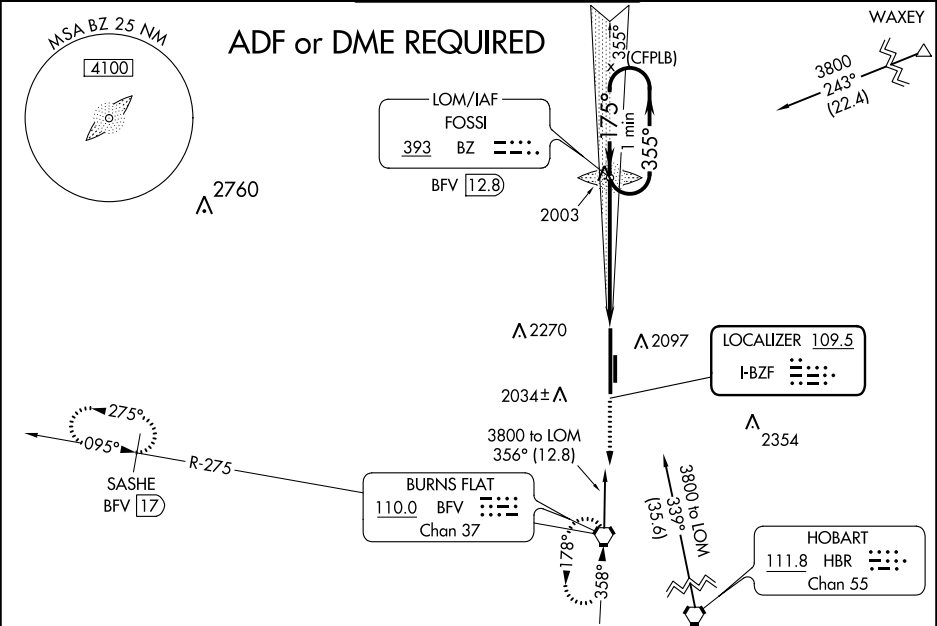 MSA BZ 25 NM
4100
ADF or DME REQUIRED
WAXEY
3800
243°
(22.4)
355°
(CFPLB)
175°
1 min
355°
LOM/IAF
FOSSI
393 BZ
BFV 12.8
2760
2003
2270
2097
LOCALIZER 109.5
I-BZF
2034±
2354
275°
095°
SASHE
BFV 17
R-275
3800 to LOM
356° (12.8)
BURNS FLAT
110.0 BFV
Chan 37
178°
358°
3800 to LOM
339°
(35.6)
HOBART
111.8 HBR
Chan 55